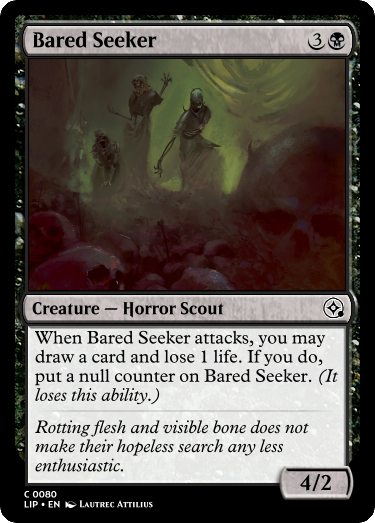 Bared Seeker 3
Creature — Horror Scout
When Bared Seeker attacks, you may
draw a card and lose 1 life. If you do,
put a null counter on Bared Seeker. (It
loses this ability.)
Rotting flesh and visible bone does not
make their hopeless search any less
enthusiastic.
4/2
C 0080
LIP • EN Lautrec Attilius